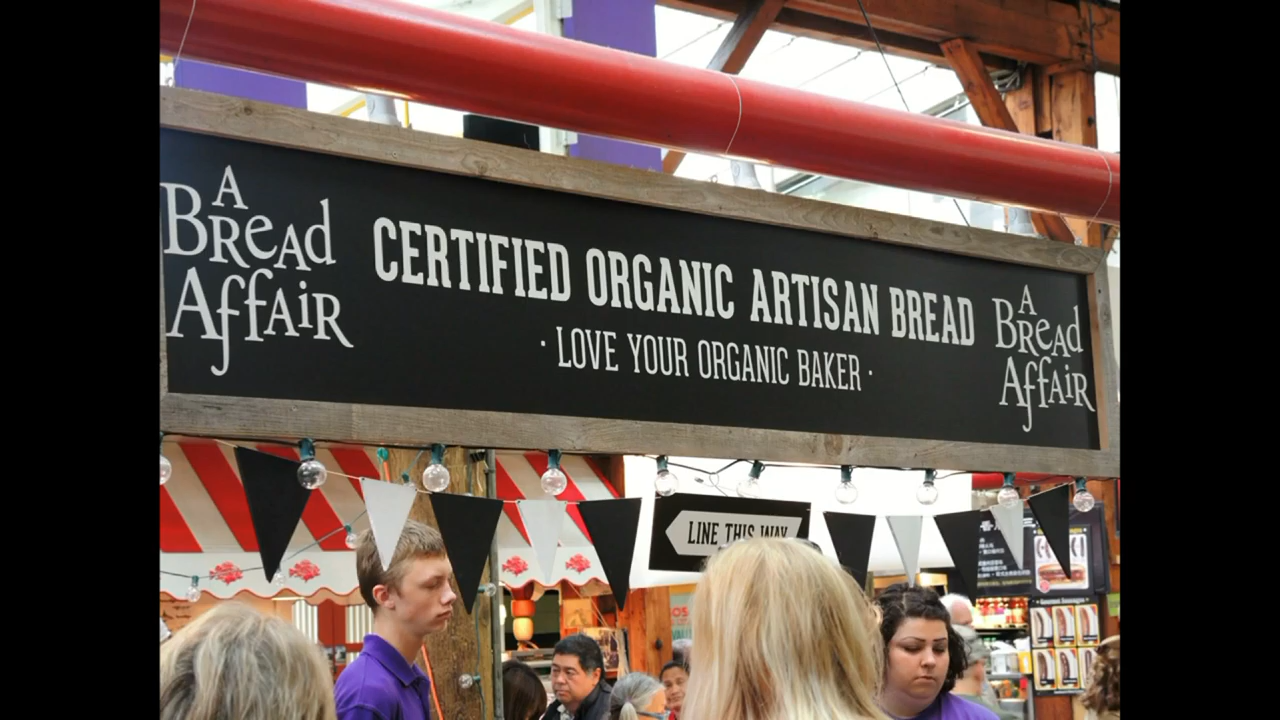 A
BReAd
AffAiR
CERTIFIED ORGANIC ARTISAN BREAD
· LOVE YOUR ORGANIC BAKER ·
A
BReAd
AffAiR
LINE THIS WAY